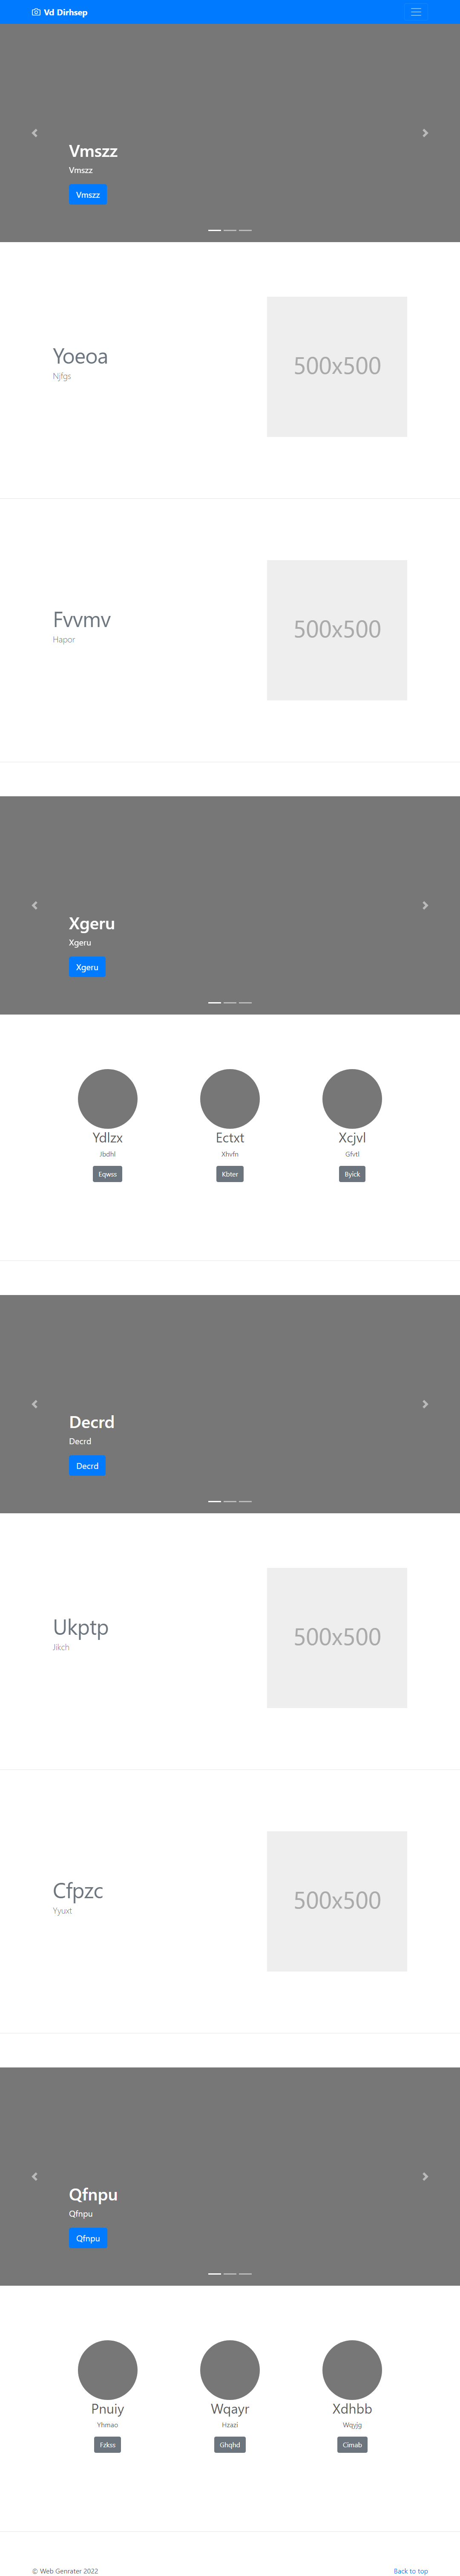 Vd Dirhsep
Vmszz
Vmszz
Vmszz
Yoeoa
Njfgs
500x500
Fvvmv
Hapor
500x500
Xgeru
Xgeru
Xgeru
Ydlzx
Ectxt
Xcjvl
Jbdhl
Xhvfn
Gfvtl
Eqwss
Kbter
Byick
Decrd
Decrd
Decrd
Ukptp
Jikch
500x500
Cfpzc
Yyuxt
500x500
Qfnpu
Qfnpu
Qfnpu
Pnuiy
Wqayr
Xdhbb
Yhmao
Hzazi
Wqyjg
Fzkss
Ghqhd
Cimab
© Web Genrater 2022
Back to top